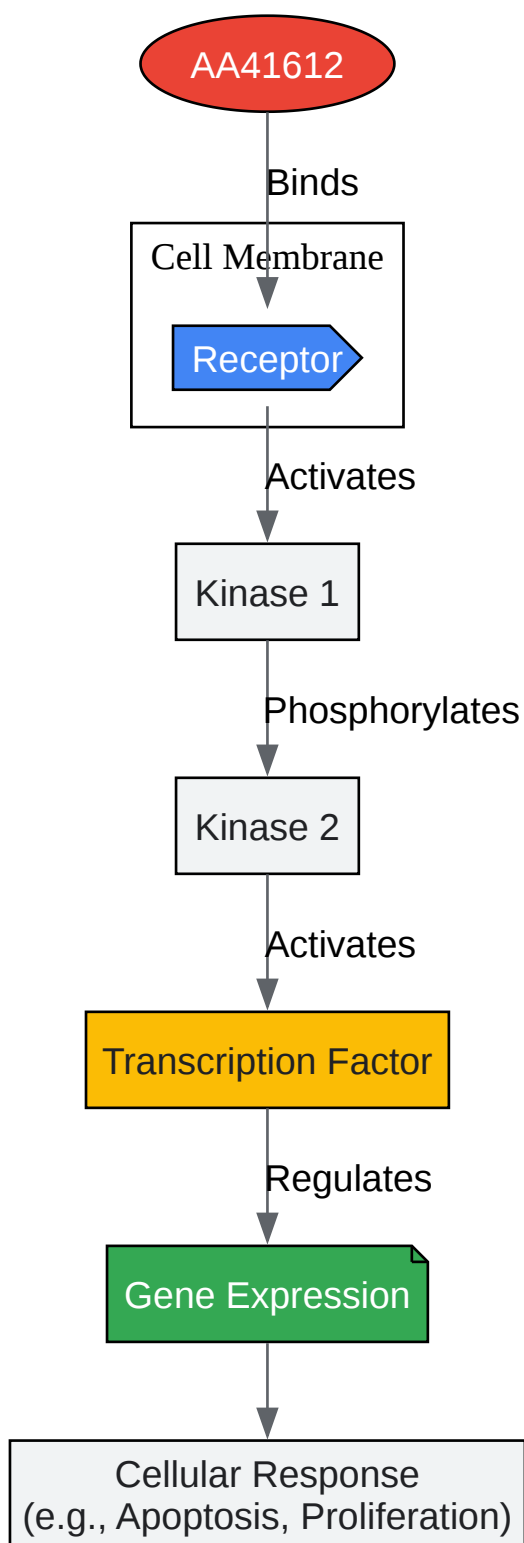 AA41612
Binds
Cell Membrane
Receptor
Activates
Kinase 1
Phosphorylates
Kinase 2
Activates
Transcription Factor
Regulates
Gene Expression
Cellular Response
(e.g., Apoptosis, Proliferation)